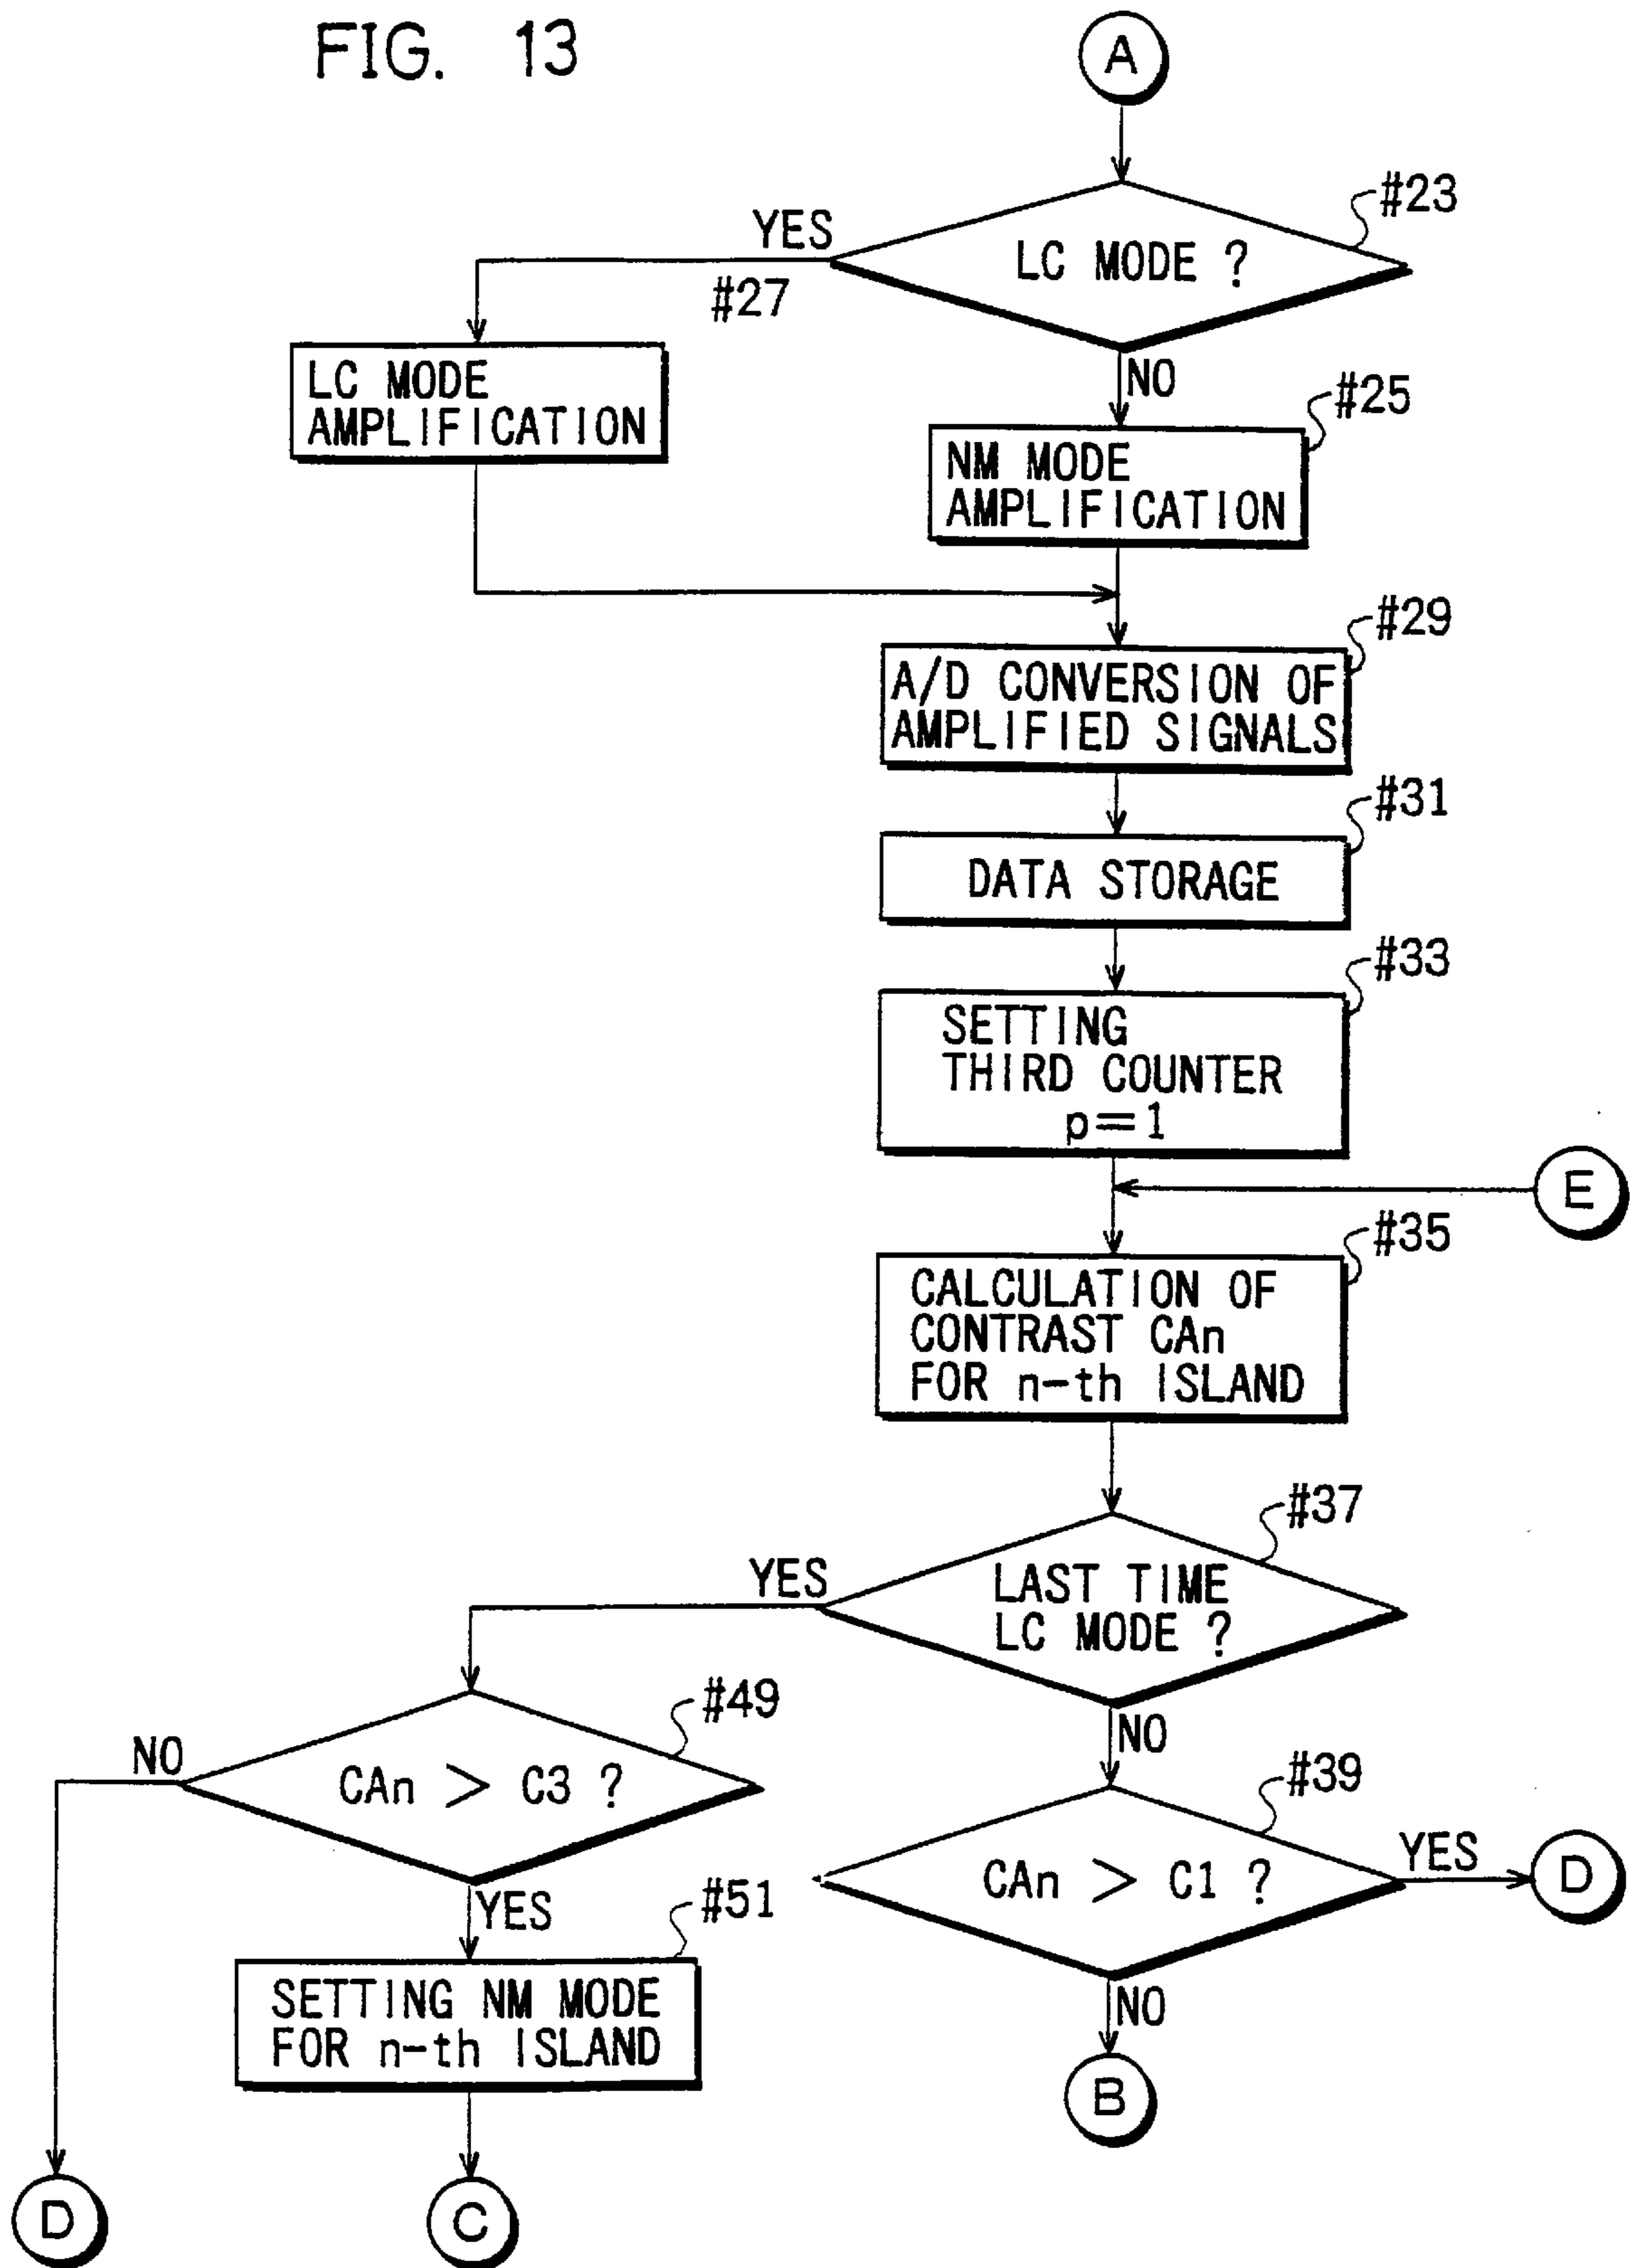 FIG. 13
A
#23
YES
LC MODE ?
#27
NO
LC MODE
AMPLIFICATION
#25
NM MODE
AMPLIFICATION
#29
A/D CONVERSION OF
AMPLIFIED SIGNALS
#31
DATA STORAGE
#33
SETTING
THIRD COUNTER
p=1
E
#35
CALCULATION OF
CONTRAST CAn
FOR n-th ISLAND
#37
YES
LAST TIME
LC MODE ?
#49
NO
NO
CAn > C3 ?
#39
YES
CAn > C1 ?
D
YES
#51
SETTING NM MODE
FOR n-th ISLAND
NO
B
D
C